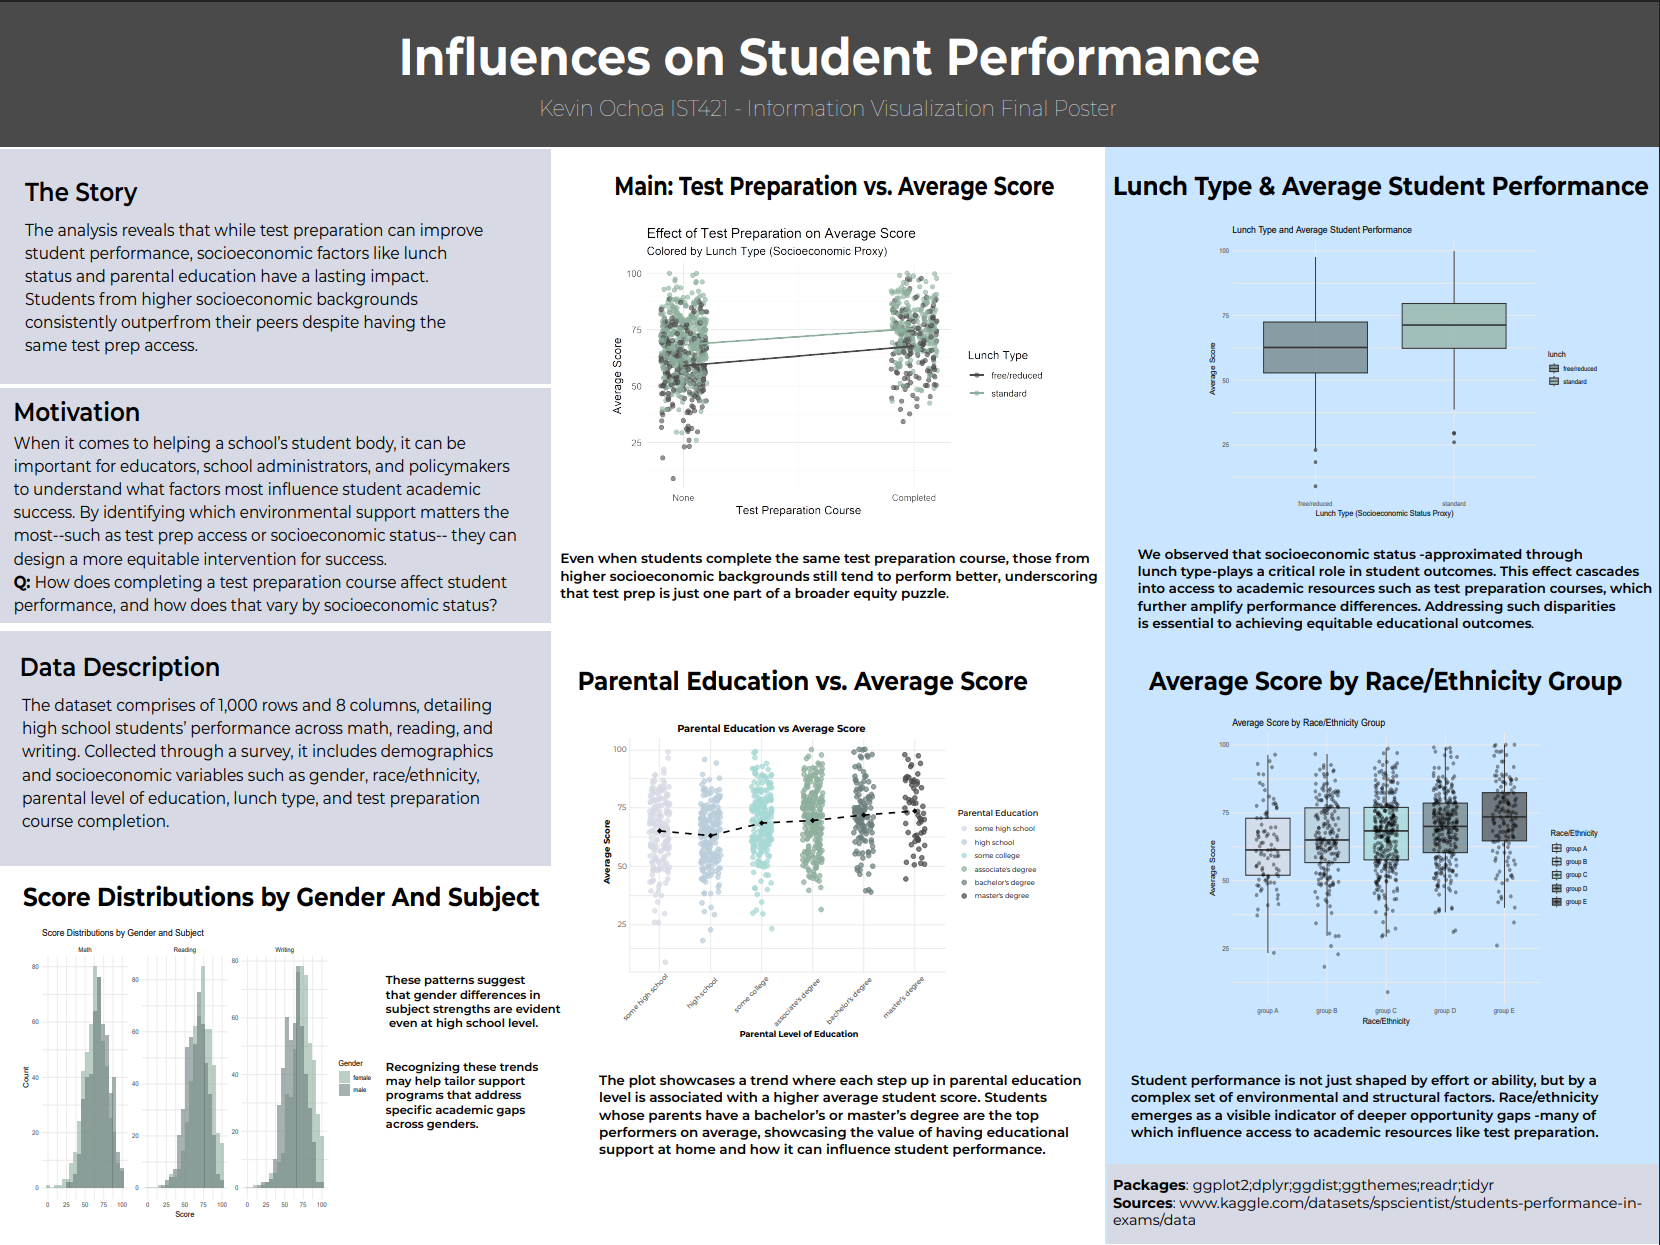 Influences on Student Performance
Kevin Ochoa IST421 - Information Visualization Final Poster
The Story
The analysis reveals that while test preparation can improve
student performance, socioeconomic factors like lunch
status and parental education have a lasting impact.
Students from higher socioeconomic backgrounds
consistently outperfrom their peers despite having the
same test prep access.
Motivation
When it comes to helping a school's student body, it can be
important for educators, school administrators, and policymakers
to understand what factors most influence student academic
success. By identifying which environmental support matters the
most--such as test prep access or socioeconomic status-- they can
design a more equitable intervention for success.
Q: How does completing a test preparation course affect student
performance, and how does that vary by socioeconomic status?
Data Description
The dataset comprises of 1,000 rows and 8 columns, detailing
high school students' performance across math, reading, and
writing. Collected through a survey, it includes demographics
and socioeconomic variables such as gender, race/ethnicity,
parental level of education, lunch type, and test preparation
course completion.
Score Distributions by Gender And Subject
Score Distributions by Gender and Subject
Math Reading Writing
80
60
40
20
0
80
60
40
20
0
80
60
40
20
0
Count
0 25 50 75 100 0 25 50 75 100 0 25 50 75 100
Score
Gender
female
male
These patterns suggest
that gender differences in
subject strengths are evident
even at high school level.
Recognizing these trends
may help tailor support
programs that address
specific academic gaps
across genders.
Main: Test Preparation vs. Average Score
Effect of Test Preparation on Average Score
Colored by Lunch Type (Socioeconomic Proxy)
100
75
50
25
Average Score
None Completed
Test Preparation Course
Lunch Type
free/reduced
standard
Even when students complete the same test preparation course, those from
higher socioeconomic backgrounds still tend to perform better, underscoring
that test prep is just one part of a broader equity puzzle.
Parental Education vs. Average Score
Parental Education vs Average Score
100
75
50
25
Average Score
some high school high school some college associate's degree bachelor's degree master's degree
Parental Level of Education
Parental Education
some high school
high school
some college
associate's degree
bachelor's degree
master's degree
The plot showcases a trend where each step up in parental education
level is associated with a higher average student score. Students
whose parents have a bachelor's or master's degree are the top
performers on average, showcasing the value of having educational
support at home and how it can influence student performance.
Lunch Type & Average Student Performance
Lunch Type and Average Student Performance
100
75
50
25
Average Score
free/reduced standard
Lunch Type (Socioeconomic Status Proxy)
lunch
free/reduced
standard
We observed that socioeconomic status -approximated through
lunch type-plays a critical role in student outcomes. This effect cascades
into access to academic resources such as test preparation courses, which
further amplify performance differences. Addressing such disparities
is essential to achieving equitable educational outcomes.
Average Score by Race/Ethnicity Group
Average Score by Race/Ethnicity Group
100
75
50
25
Average Score
group A group B group C group D group E
Race/Ethnicity
Race/Ethnicity
group A
group B
group C
group D
group E
Student performance is not just shaped by effort or ability, but by a
complex set of environmental and structural factors. Race/ethnicity
emerges as a visible indicator of deeper opportunity gaps -many of
which influence access to academic resources like test preparation.
Packages: ggplot2;dplyr;ggdist;ggthemes;readr;tidyr
Sources: www.kaggle.com/datasets/spscientist/students-performance-in-
exams/data